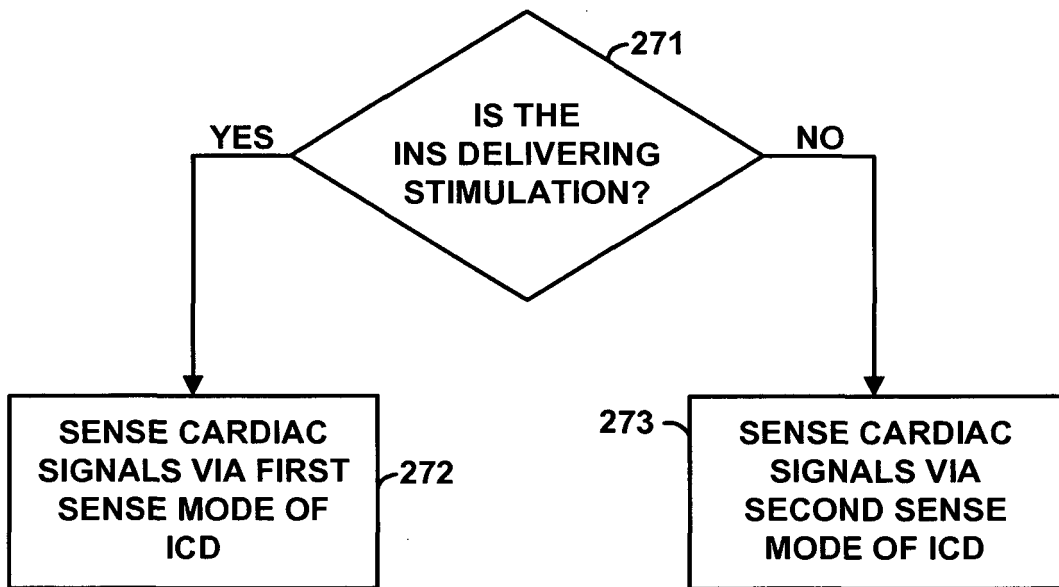 271
IS THE
INS DELIVERING
STIMULATION?
YES
NO
SENSE CARDIAC
SIGNALS VIA FIRST
SENSE MODE OF
ICD
272
273
SENSE CARDIAC
SIGNALS VIA
SECOND SENSE
MODE OF ICD